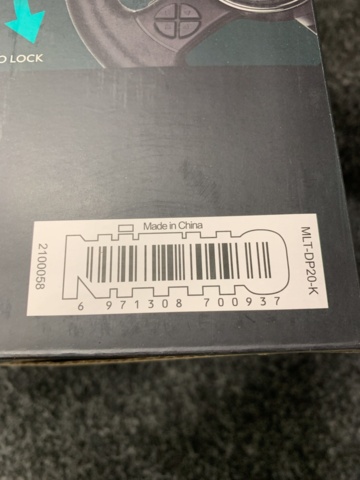 O LOCK
Made in China
6 971308 700937
2100058
MLT-DP20-K